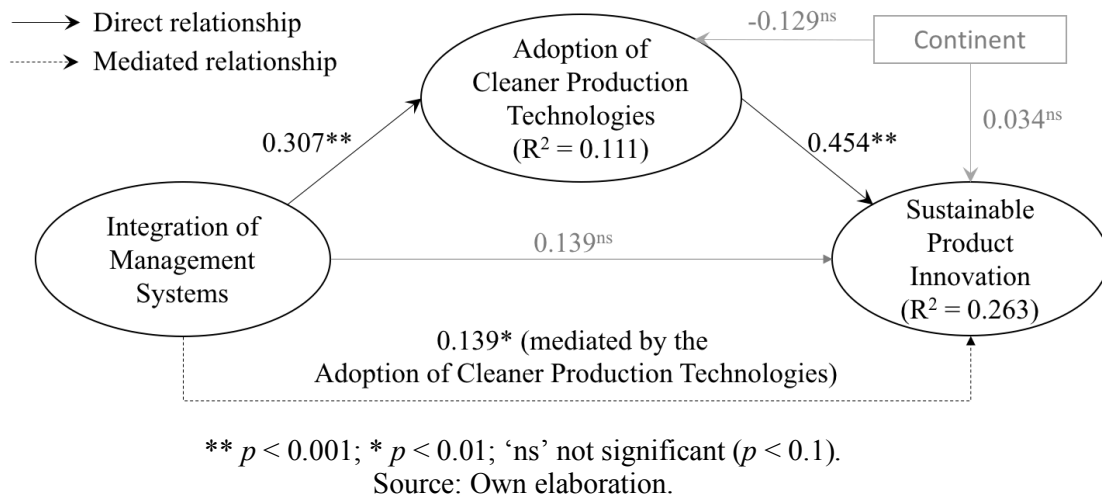 Direct relationship
Mediated relationship
-0.129ⁿˢ
Continent
Adoption of
Cleaner Production
Technologies
(R² = 0.111)
0.034ⁿˢ
0.307**
0.454**
Integration of
Management
Systems
0.139ⁿˢ
Sustainable
Product
Innovation
(R² = 0.263)
0.139* (mediated by the
Adoption of Cleaner Production Technologies)
** p < 0.001; * p < 0.01; ‘ns’ not significant (p < 0.1).
Source: Own elaboration.